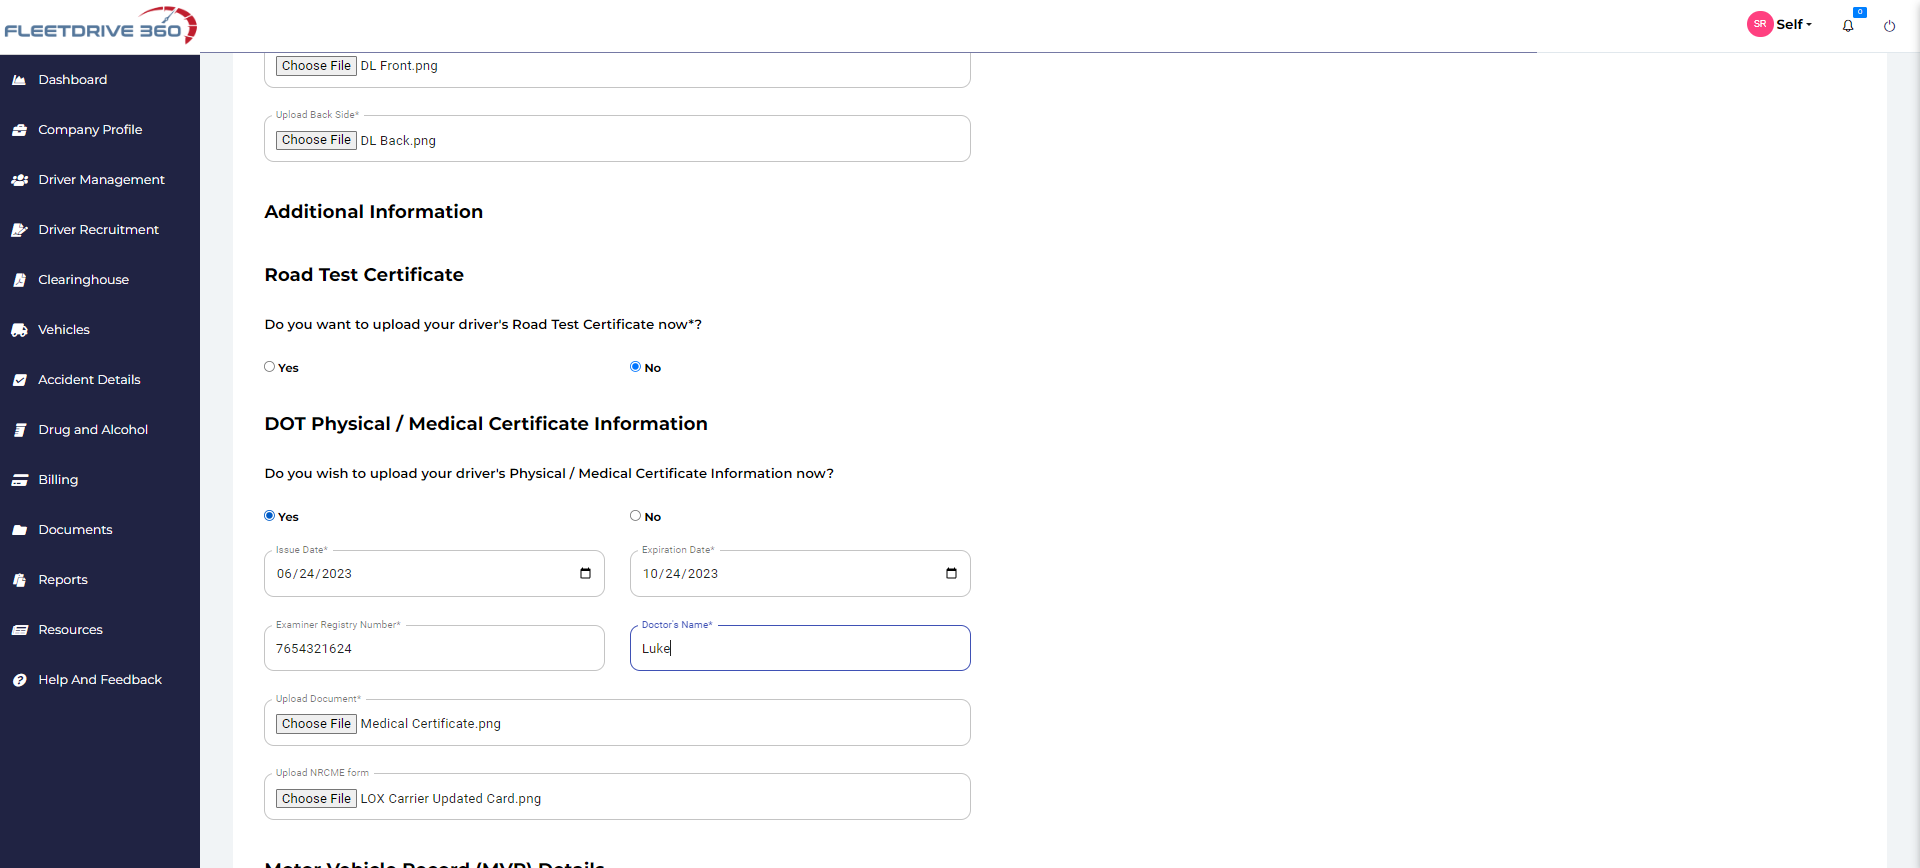 FLEETDRIVE 360
SR Self
0
Dashboard
Company Profile
Driver Management
Driver Recruitment
Clearinghouse
Vehicles
Accident Details
Drug and Alcohol
Billing
Documents
Reports
Resources
Help And Feedback
Choose File DL Front.png
Upload Back Side*
Choose File DL Back.png
Additional Information
Road Test Certificate
Do you want to upload your driver's Road Test Certificate now*?
Yes No
DOT Physical / Medical Certificate Information
Do you wish to upload your driver's Physical / Medical Certificate Information now?
Yes No
Issue Date* Expiration Date*
06/24/2023 10/24/2023
Examiner Registry Number* Doctor's Name*
7654321624 Luke
Upload Document*
Choose File Medical Certificate.png
Upload NRCME form
Choose File LOX Carrier Updated Card.png
Motor Vehicle Record (MVR) Details